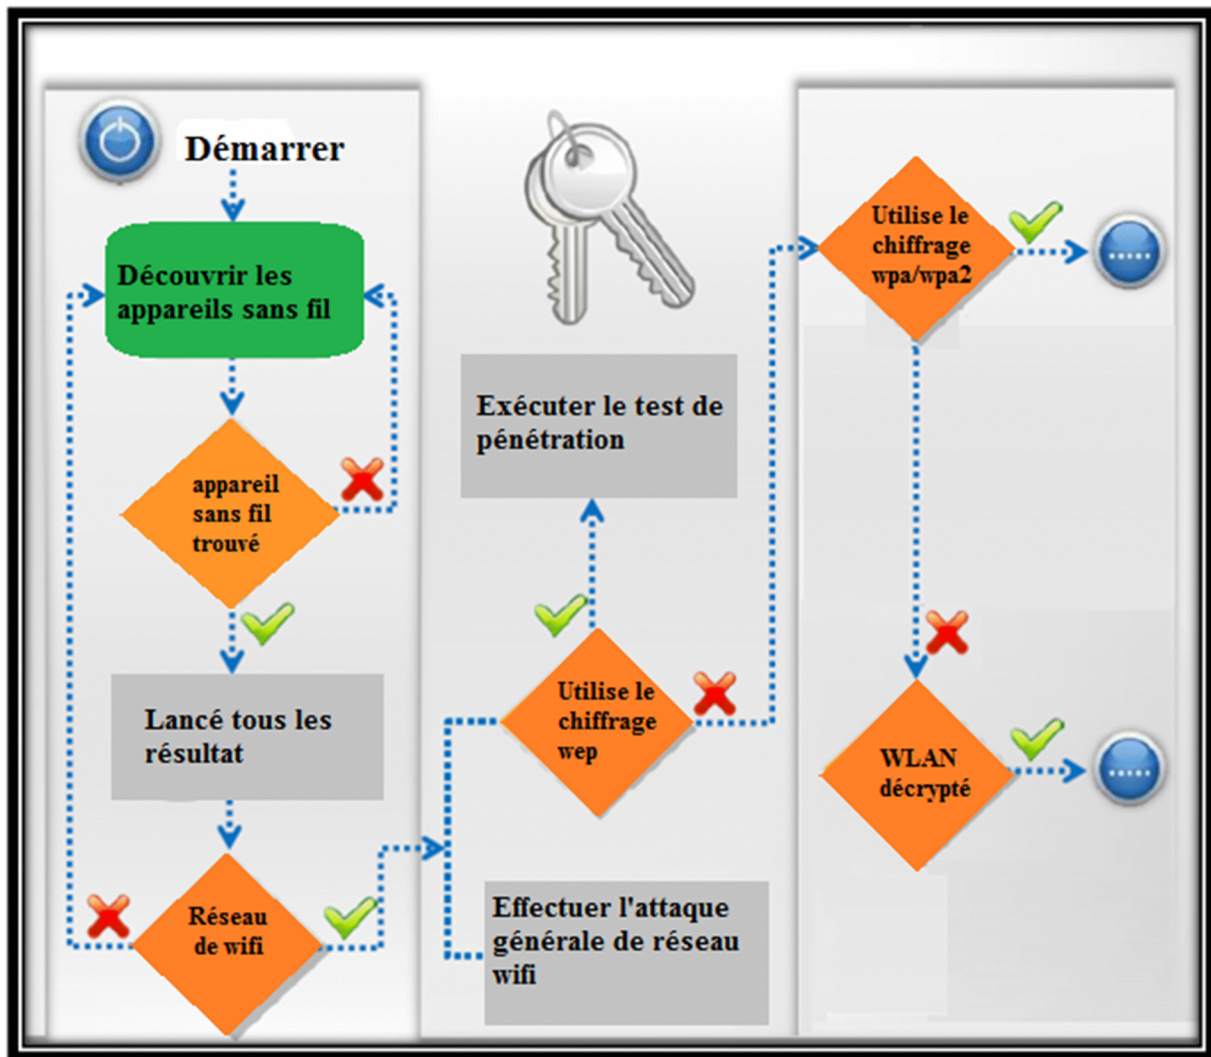 Démarrer
Découvrir les
appareils sans fil
appareil
sans fil
trouvé
Lancé tous les
résultat
Réseau
de wifi
Exécuter le test de
pénétration
Utilise le
chiffrage
wep
Effectuer l'attaque
générale de réseau
wifi
Utilise le
chiffrage
wpa/wpa2
.....
WLAN
décrypté
.....